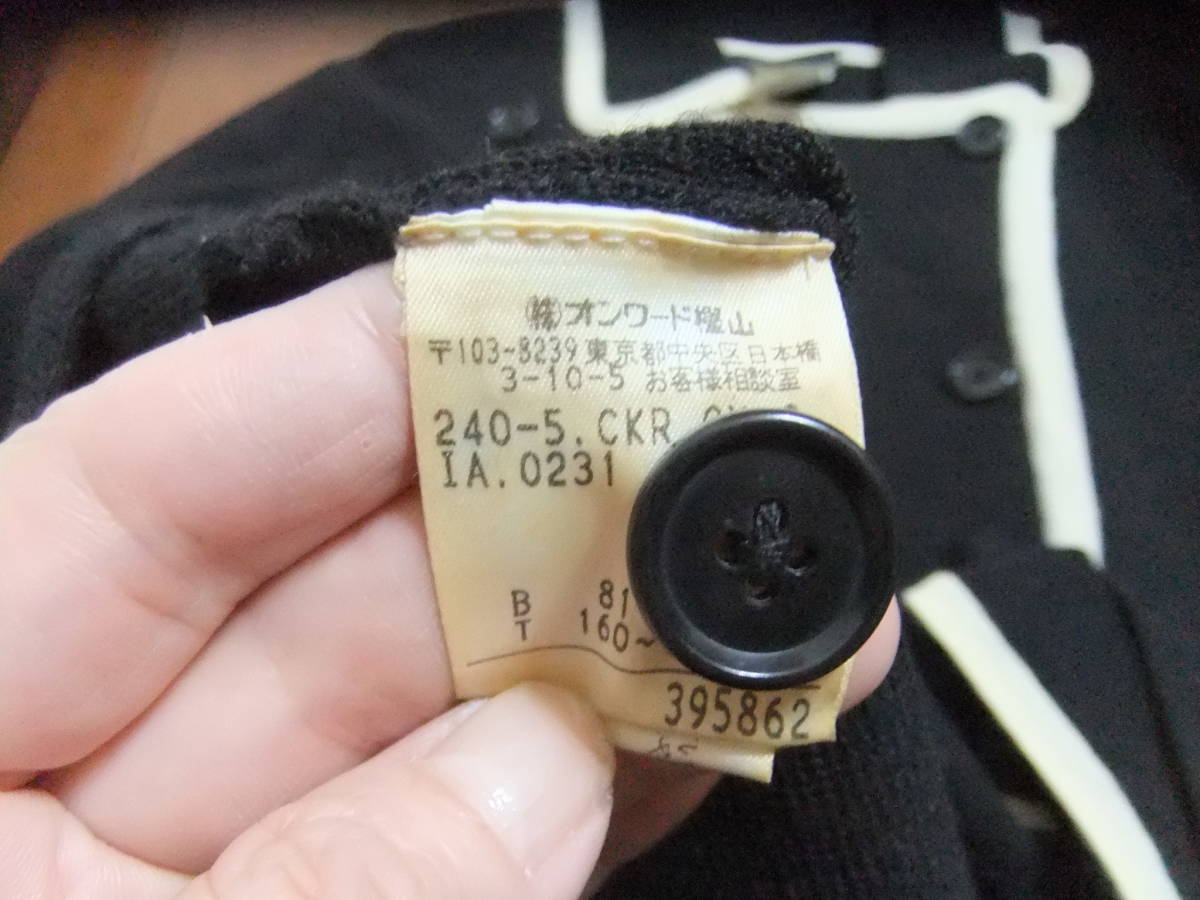 ㈱オンワード樫山
〒103-8239 東京都中央区日本橋
3-10-5 お客様相談室
240-5.CKR
IA.0231
B 81
T 160~
395862